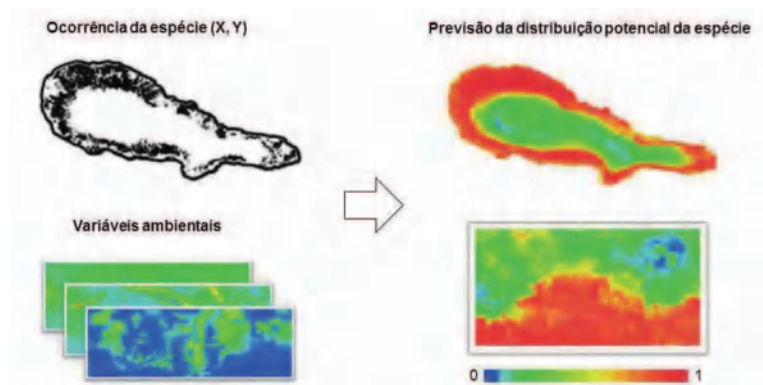 Ocorrência da espécie (X, Y)
Previsão da distribuição potencial da espécie
Variáveis ambientais
0 1